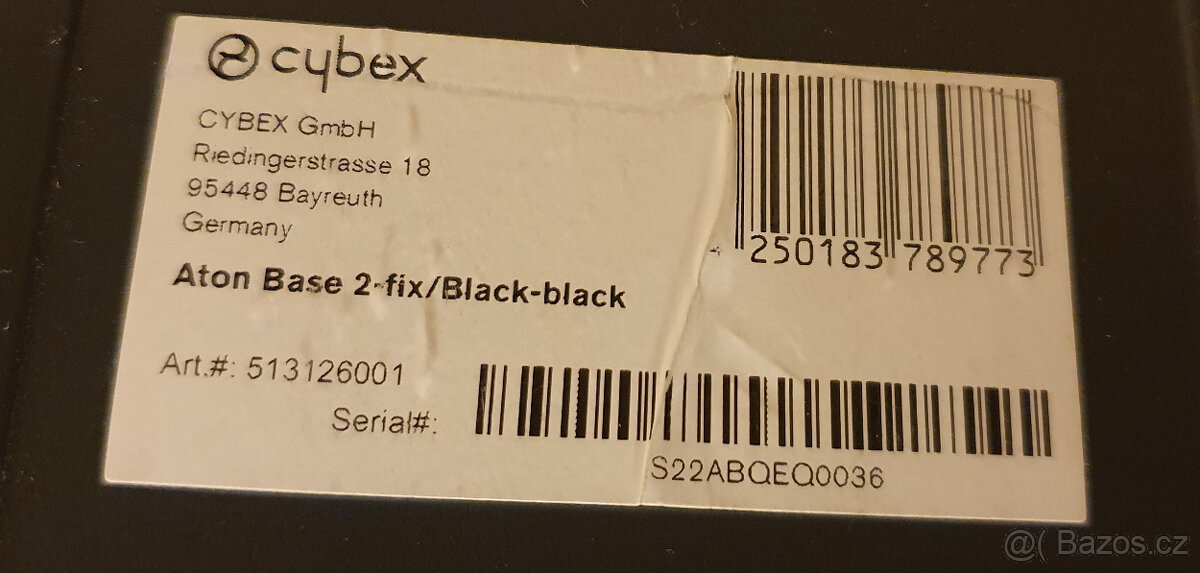 cybex
CYBEX GmbH
Riedingerstrasse 18
95448 Bayreuth
Germany
Aton Base 2-fix/Black-black
250183 789773
Art.#: 513126001
Serial#:
S22ABQEQ0036
@( Bazos.cz